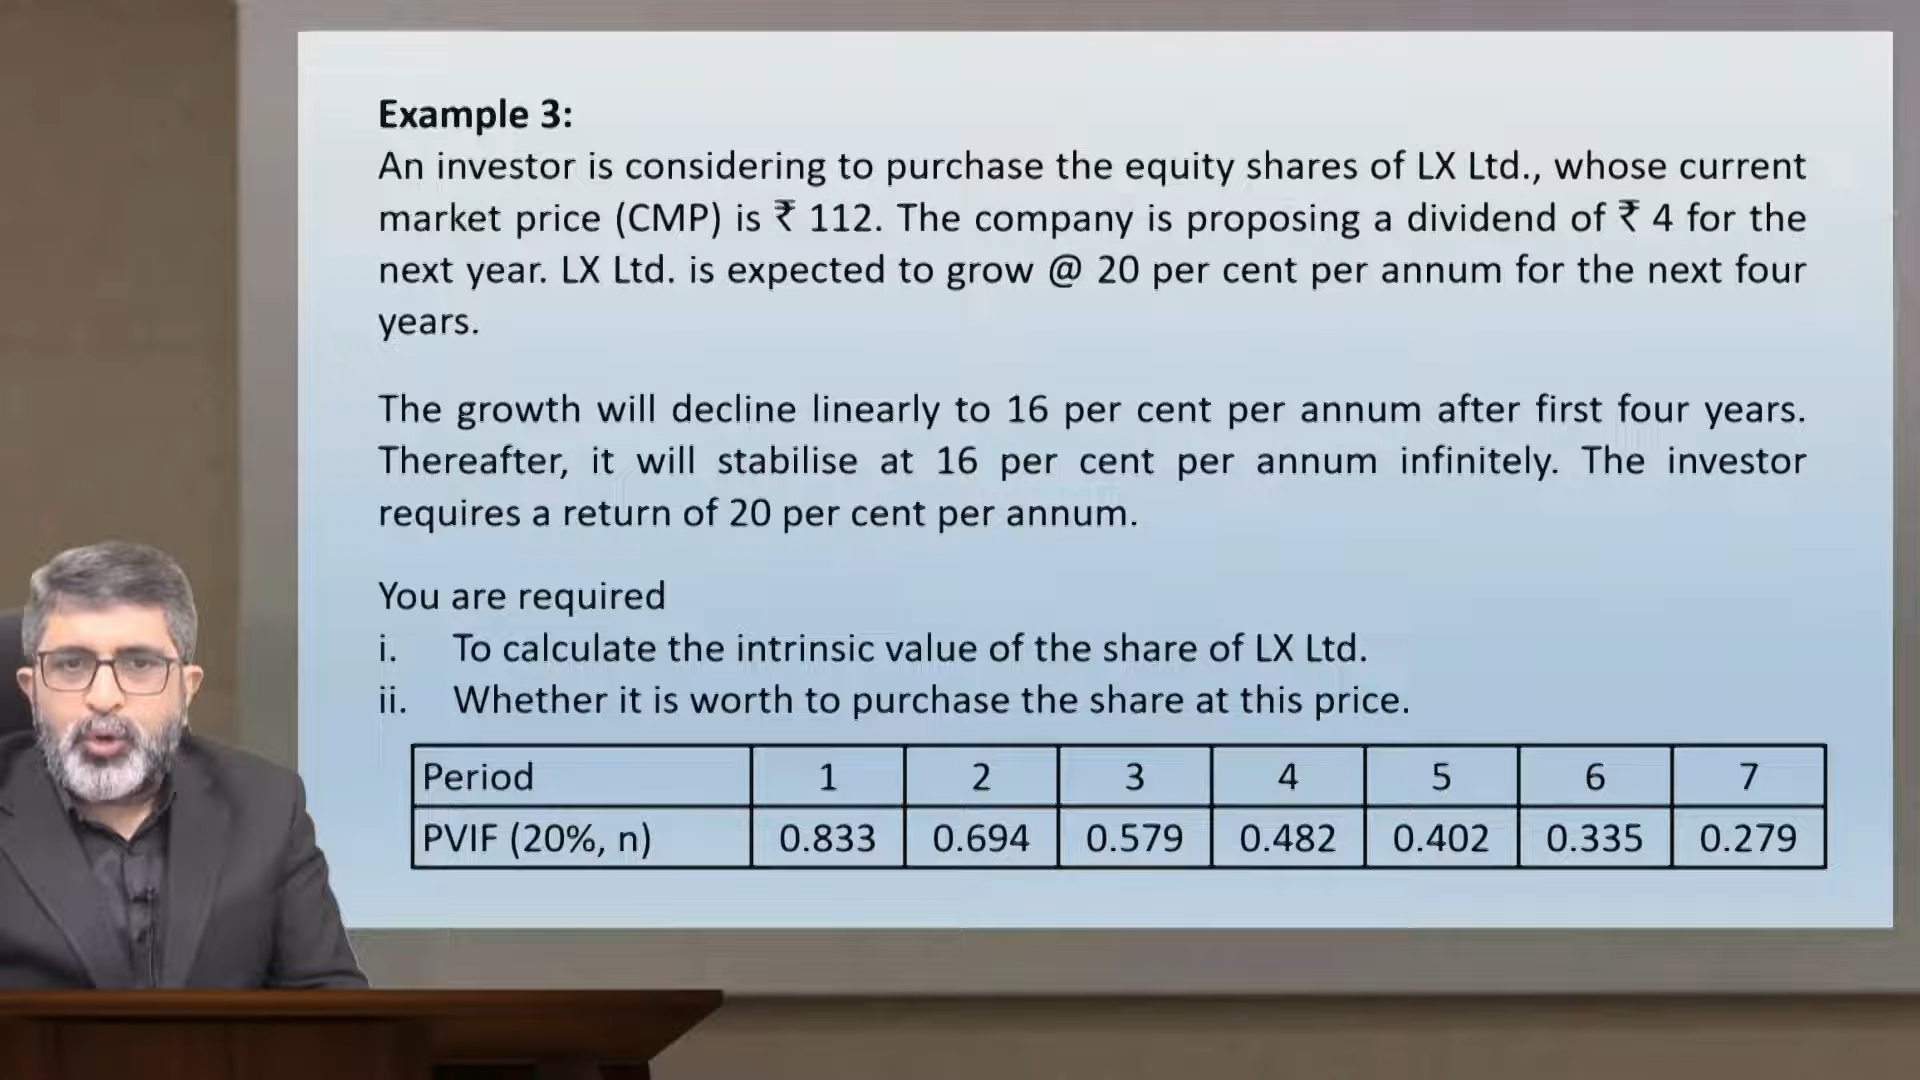 Example 3:
An investor is considering to purchase the equity shares of LX Ltd., whose current
market price (CMP) is ₹ 112. The company is proposing a dividend of ₹ 4 for the
next year. LX Ltd. is expected to grow @ 20 per cent per annum for the next four
years.
The growth will decline linearly to 16 per cent per annum after first four years.
Thereafter, it will stabilise at 16 per cent per annum infinitely. The investor
requires a return of 20 per cent per annum.
You are required
i. To calculate the intrinsic value of the share of LX Ltd.
ii. Whether it is worth to purchase the share at this price.
Period 1 2 3 4 5 6 7
PVIF (20%, n) 0.833 0.694 0.579 0.482 0.402 0.335 0.279